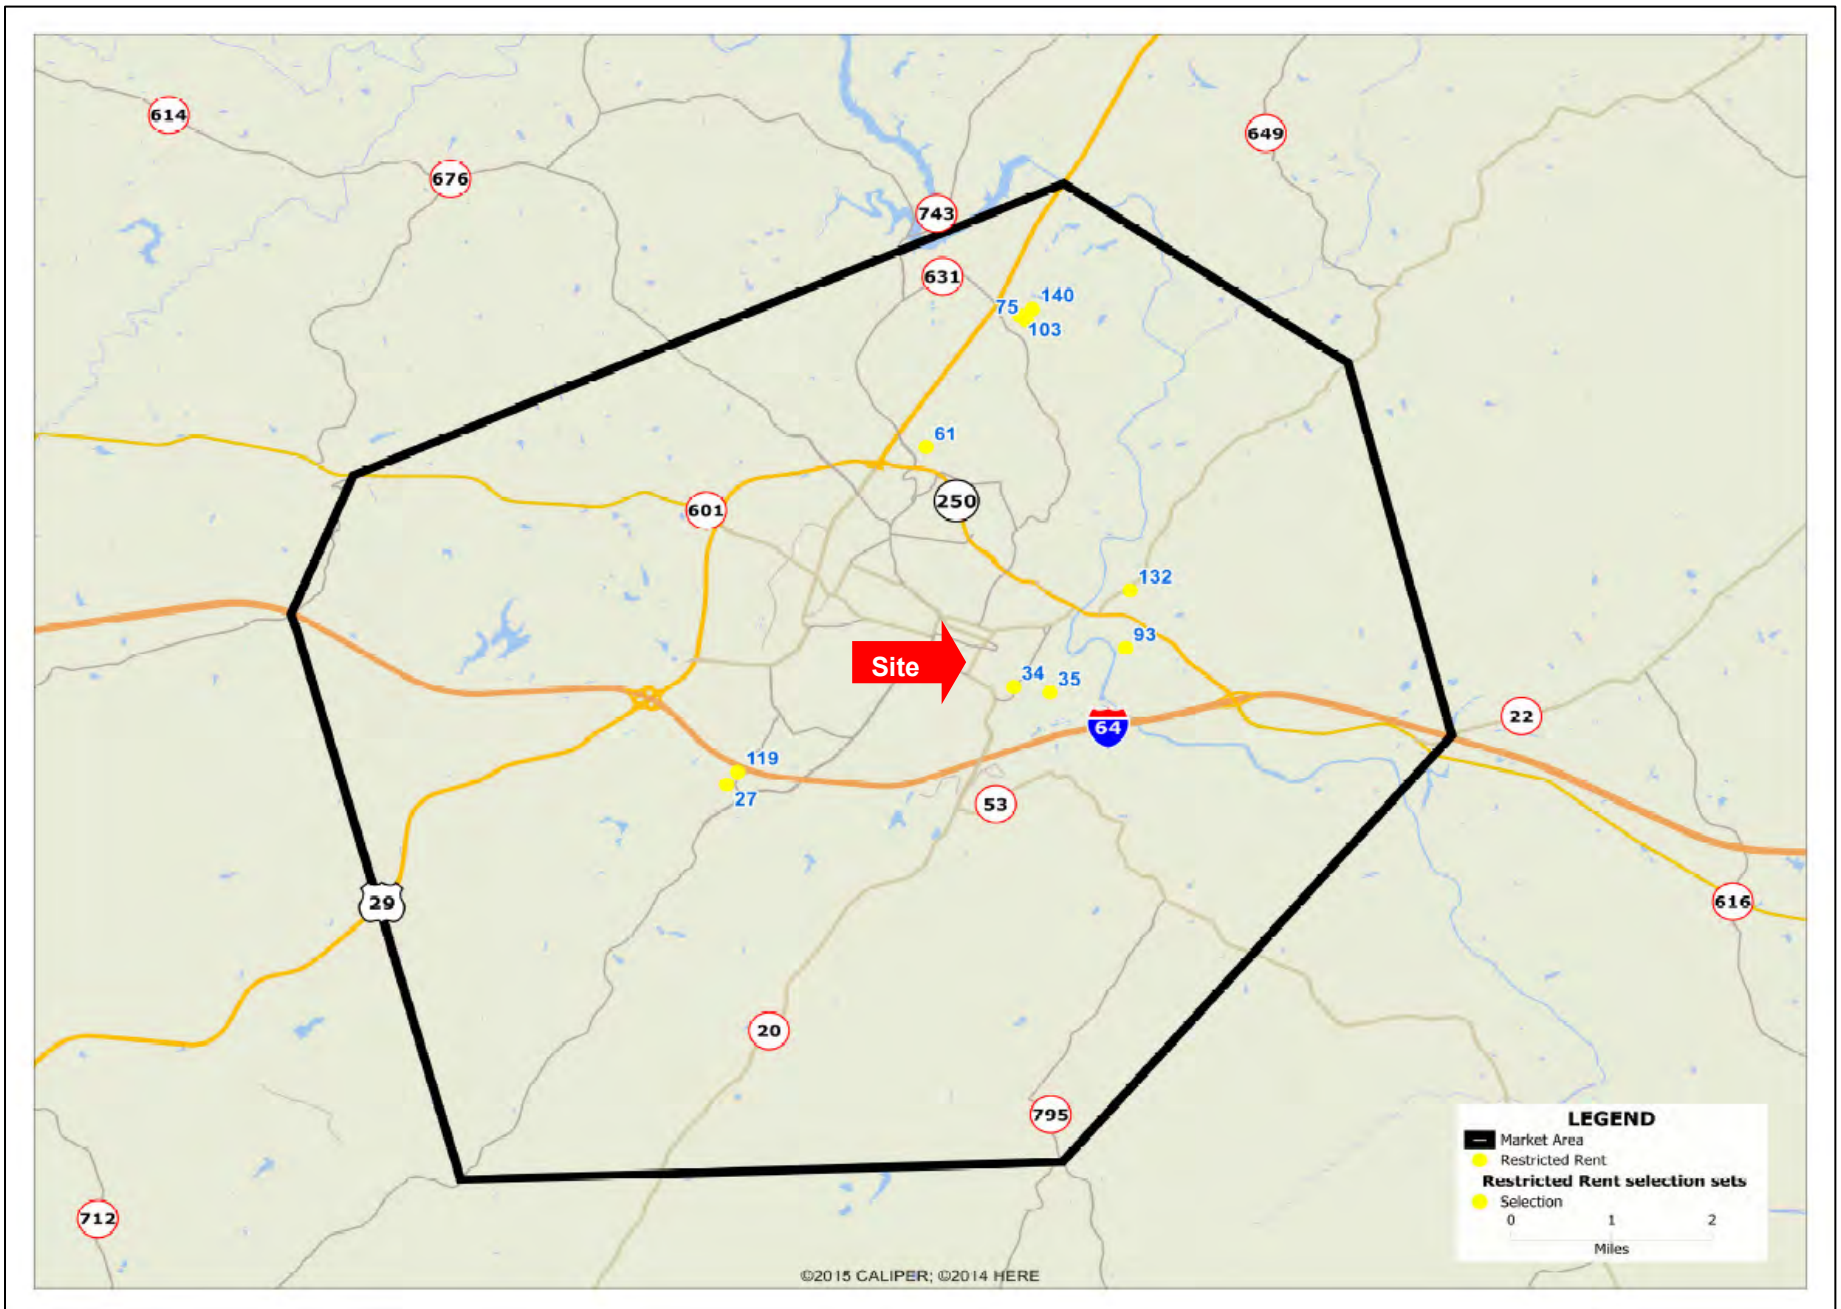 614
649
676
743
631
140
75
103
61
250
601
132
93
Site
34
35
22
64
119
27
53
29
616
20
795
712
LEGEND
Market Area
Restricted Rent
Restricted Rent selection sets
Selection
0 1 2
Miles
©2015 CALIPER; ©2014 HERE